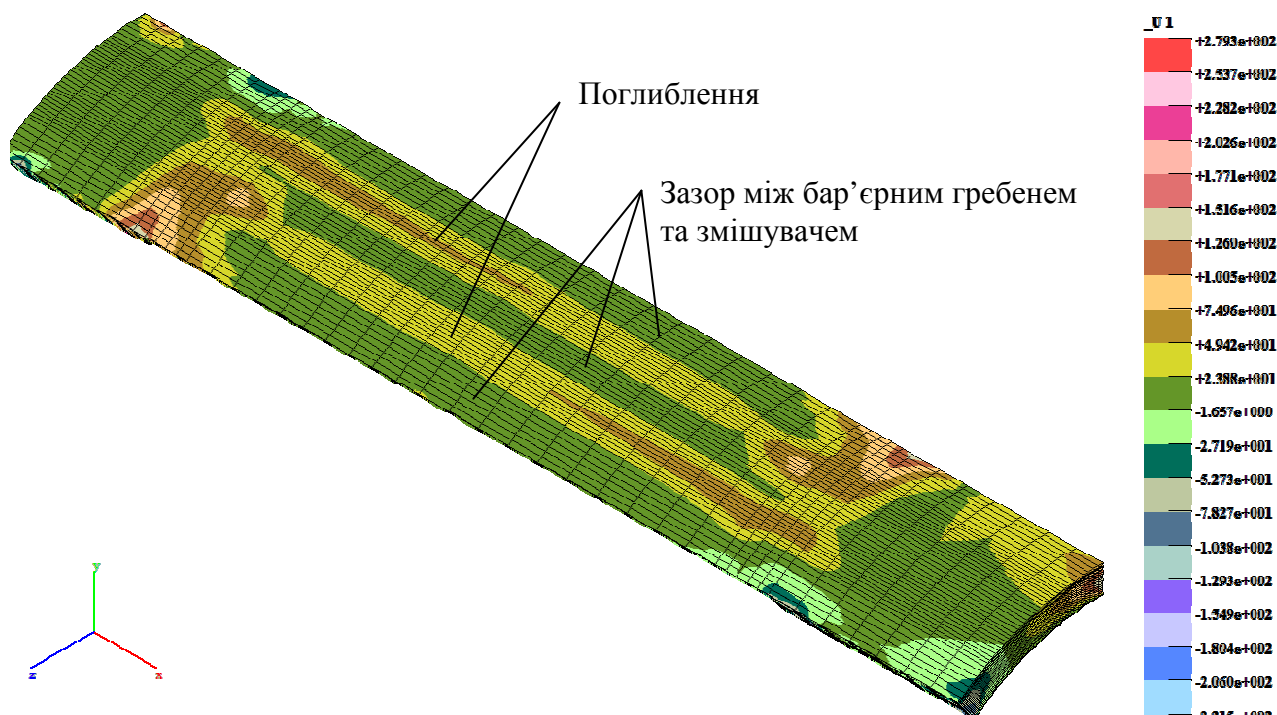 _U 1
+2.793e+002
+2.537e+002
+2.282e+002
Поглиблення
+2.026e+002
+1.771e+002
Зазор між бар’єрним гребенем
та змішувачем
+1.516e+002
+1.260e+002
+1.005e+002
+7.496e+001
+4.942e+001
+2.388e+001
-1.657e+000
-2.719e+001
-5.273e+001
-7.827e+001
-1.038e+002
-1.293e+002
-1.549e+002
-1.804e+002
-2.060e+002
y
z
x